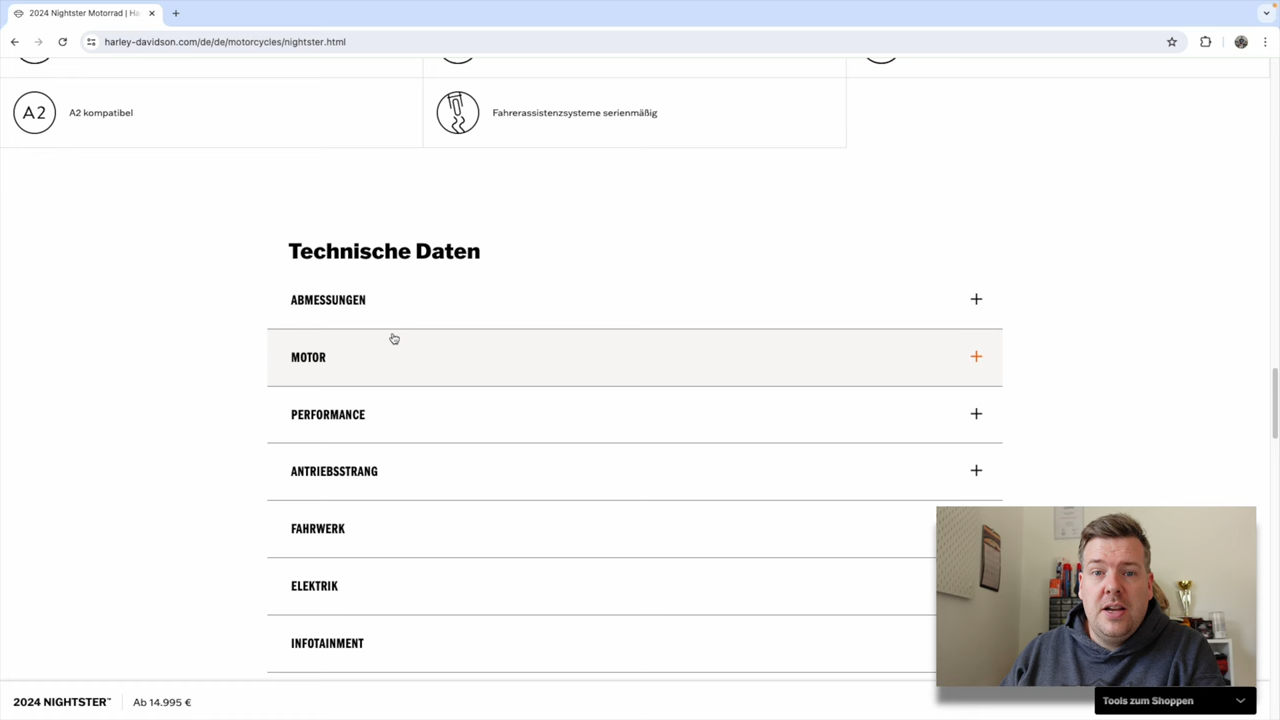 2024 Nightster Motorrad | Ha
harley-davidson.com/de/de/motorcycles/nightster.html
A2
A2 kompatibel
Fahrerassistenzsysteme serienmäßig
Technische Daten
ABMESSUNGEN
MOTOR
PERFORMANCE
ANTRIEBSSTRANG
FAHRWERK
ELEKTRIK
INFOTAINMENT
2024 NIGHTSTER™
Ab 14.995 €
Tools zum Shoppen